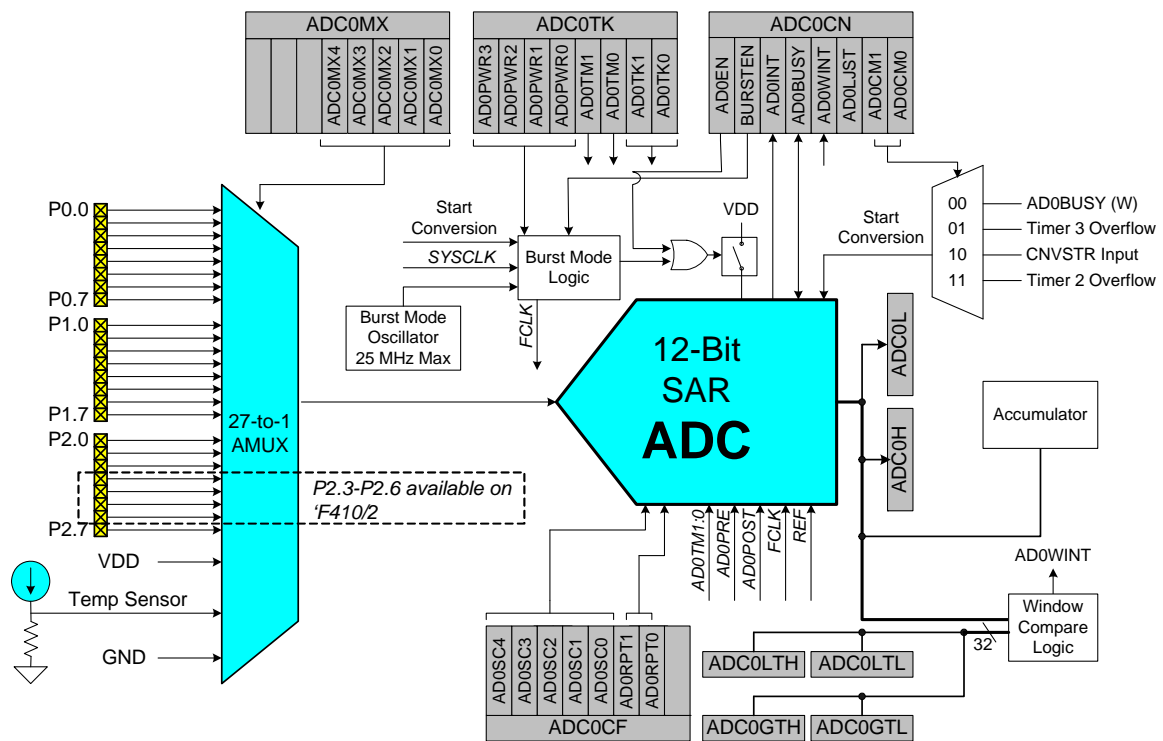 ADC0MX
ADC0MX4
ADC0MX3
ADC0MX2
ADC0MX1
ADC0MX0
ADC0TK
AD0PWR3
AD0PWR2
AD0PWR1
AD0PWR0
AD0TM1
AD0TM0
AD0TK1
AD0TK0
ADC0CN
AD0EN
BURSTEN
AD0INT
AD0BUSY
AD0WINT
AD0LJST
AD0CM1
AD0CM0
P0.0
P0.7
P1.0
P1.7
P2.0
P2.7
VDD
Temp Sensor
GND
27-to-1
AMUX
P2.3-P2.6 available on
‘F410/2
Start
Conversion
SYSCLK
Burst Mode
Logic
Burst Mode
Oscillator
25 MHz Max
FCLK
VDD
Start
Conversion
00
01
10
11
AD0BUSY (W)
Timer 3 Overflow
CNVSTR Input
Timer 2 Overflow
12-Bit
SAR
ADC
ADC0L
ADC0H
Accumulator
AD0TM1:0
AD0PRE
AD0POST
FCLK
REF
AD0WINT
Window
Compare
Logic
32
AD0SC4
AD0SC3
AD0SC2
AD0SC1
AD0SC0
AD0RPT1
AD0RPT0
ADC0CF
ADC0LTH
ADC0LTL
ADC0GTH
ADC0GTL